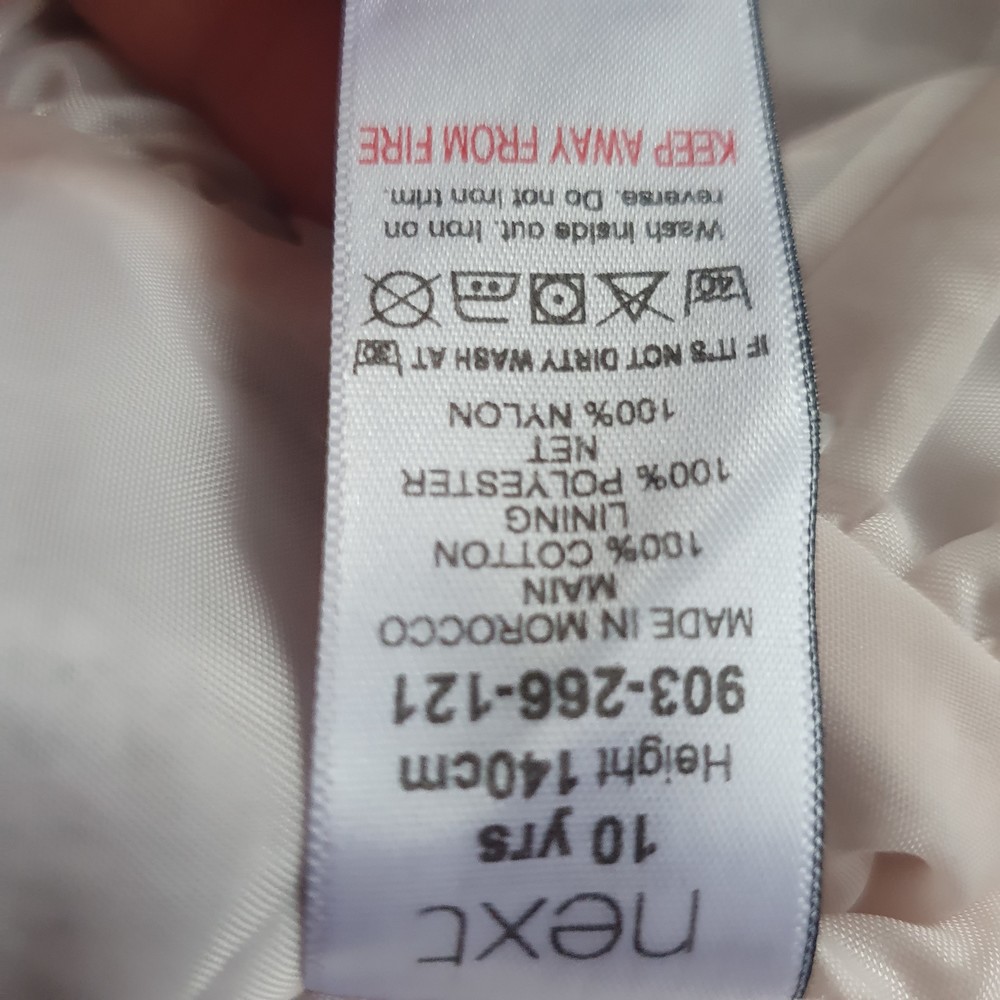 next
10 yrs
Height 140cm
903-266-121
MADE IN MOROCCO
MAIN
100% COTTON
LINING
100% POLYESTER
NET
100% NYLON
IF IT'S NOT DIRTY WASH AT 30
40
Wash inside out. Iron on
reverse. Do not iron trim.
KEEP AWAY FROM FIRE